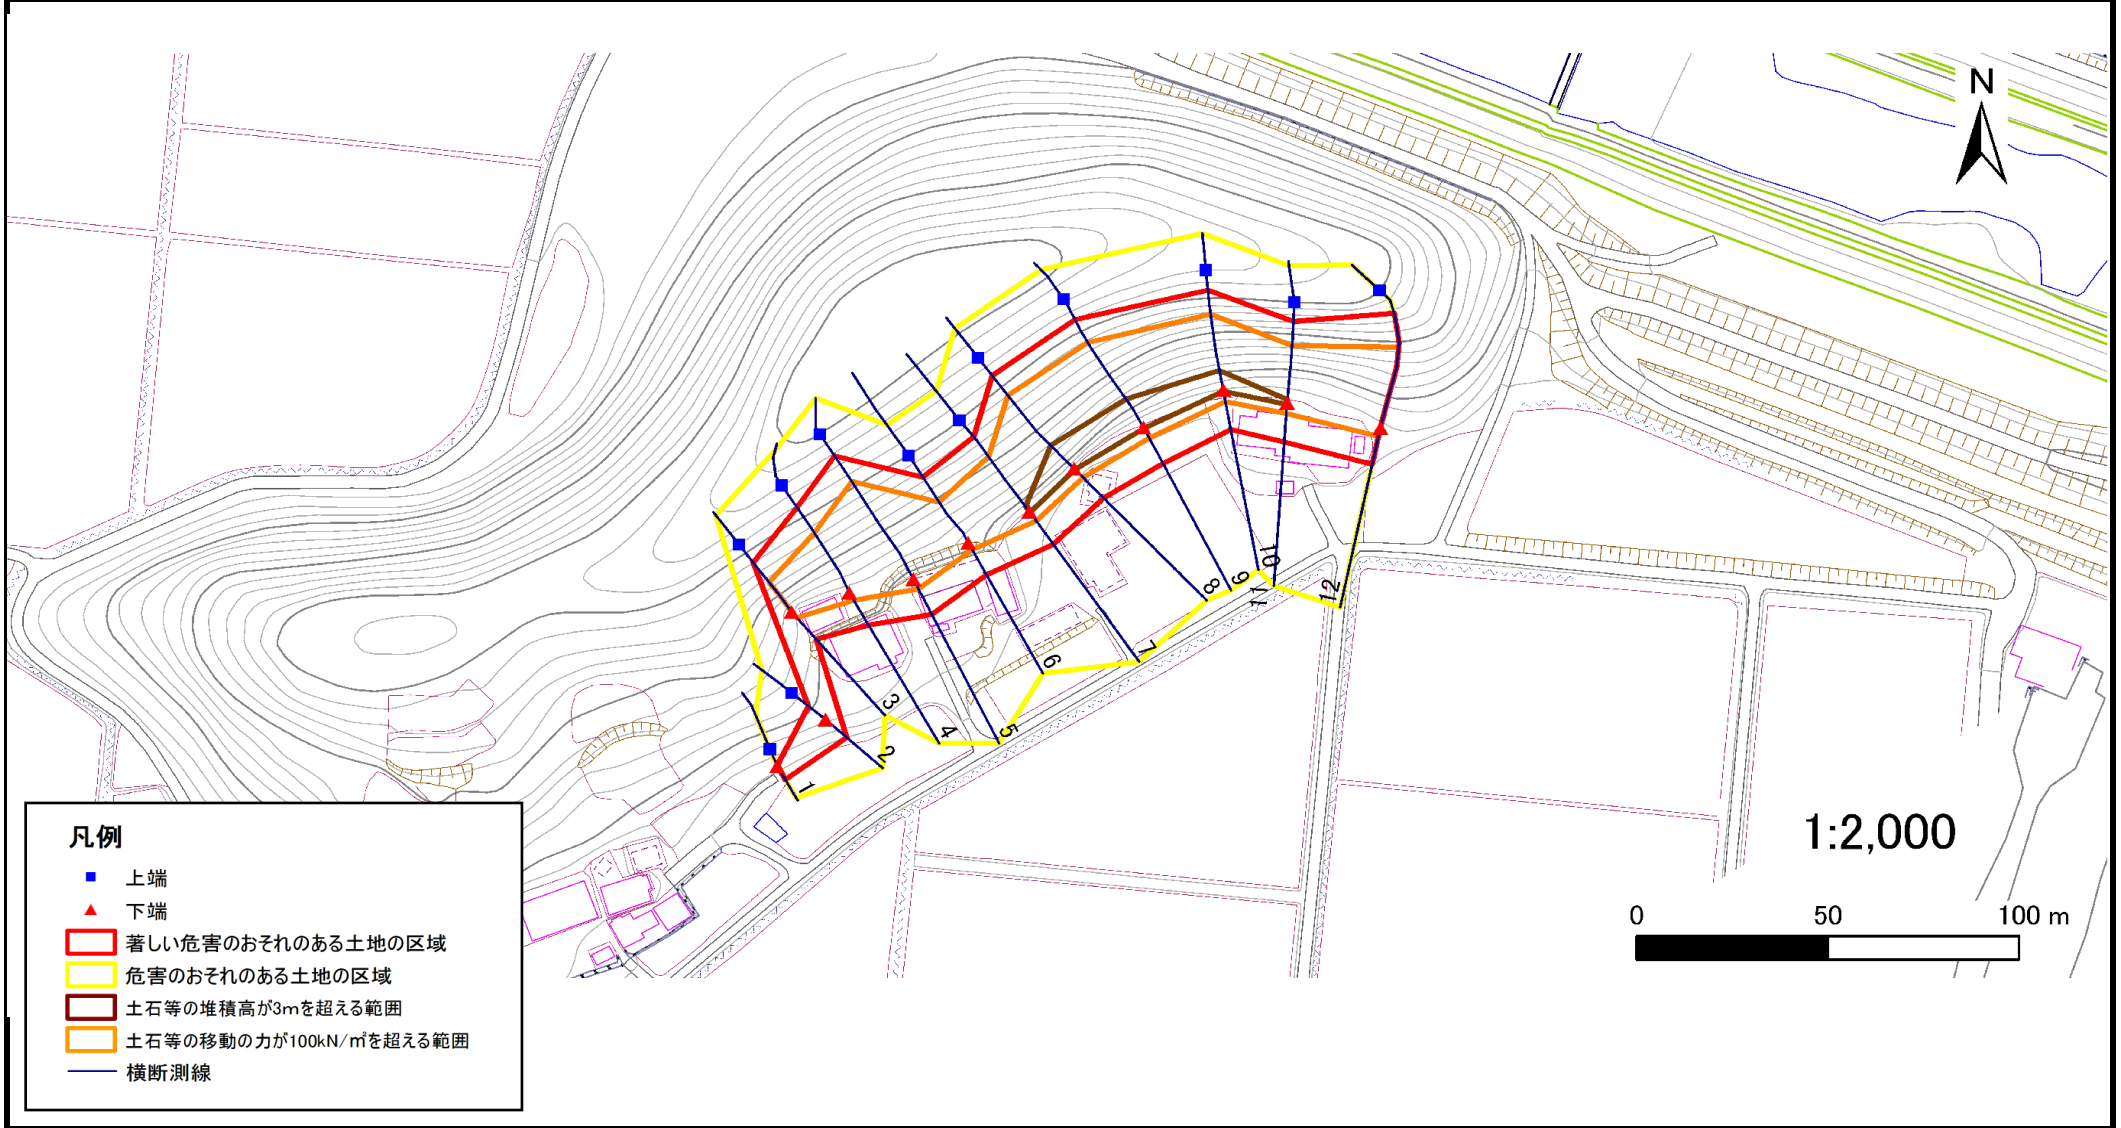 N
1
2
3
4
5
6
7
8
9
10
11
12
凡例
上端
下端
著しい危害のおそれのある土地の区域
危害のおそれのある土地の区域
土石等の堆積高が3mを超える範囲
土石等の移動の力が100kN/㎡を超える範囲
横断測線
1:2,000
0 50 100 m